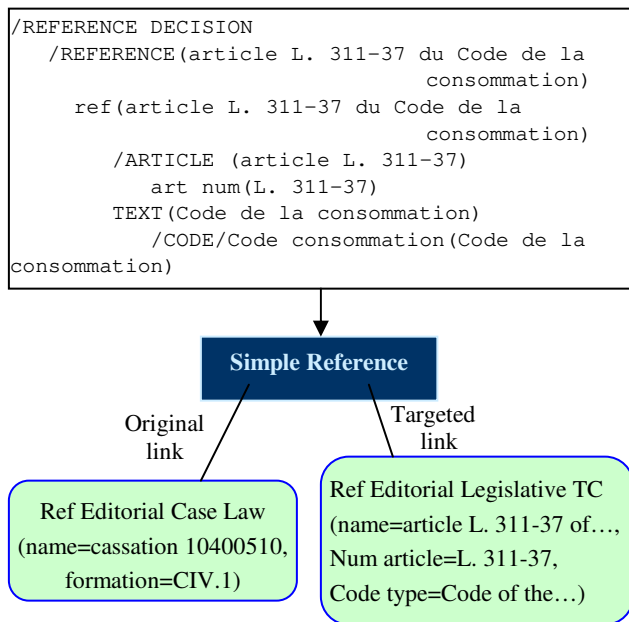 /REFERENCE DECISION
/REFERENCE(article L. 311-37 du Code de la
consommation)
ref(article L. 311-37 du Code de la
consommation)
/ARTICLE (article L. 311-37)
art num(L. 311-37)
TEXT(Code de la consommation)
/CODE/Code consommation(Code de la
consommation)
Simple Reference
Original
link
Targeted
link
Ref Editorial Case Law
(name=cassation 10400510,
formation=CIV.1)
Ref Editorial Legislative TC
(name=article L. 311-37 of…,
Num article=L. 311-37,
Code type=Code of the…)